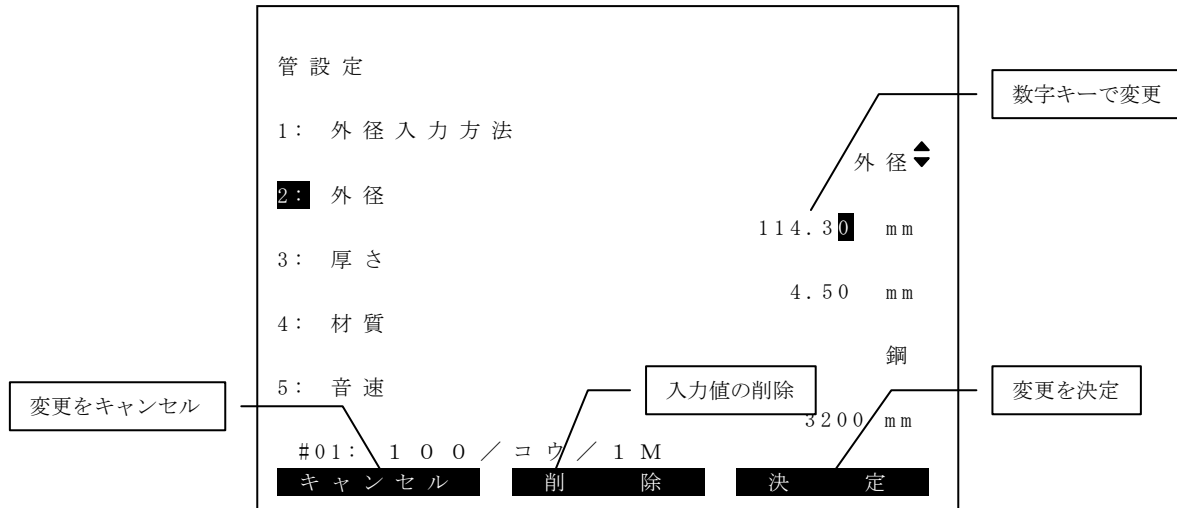 管設定
数字キーで変更
1： 外径入力方法
外径
2： 外径
114.30 mm
3： 厚さ
4.50 mm
4： 材質
鋼
5： 音速
入力値の削除
変更を決定
変更をキャンセル
3200 mm
#01： 100／コウ／1M
キャンセル 削 除 決 定